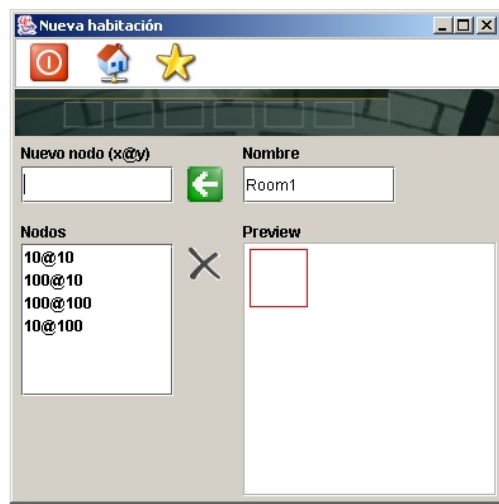 Nueva habitación
Nuevo nodo (x@y) Nombre
Room1
Nodos Preview
10@10
100@10
100@100
10@100